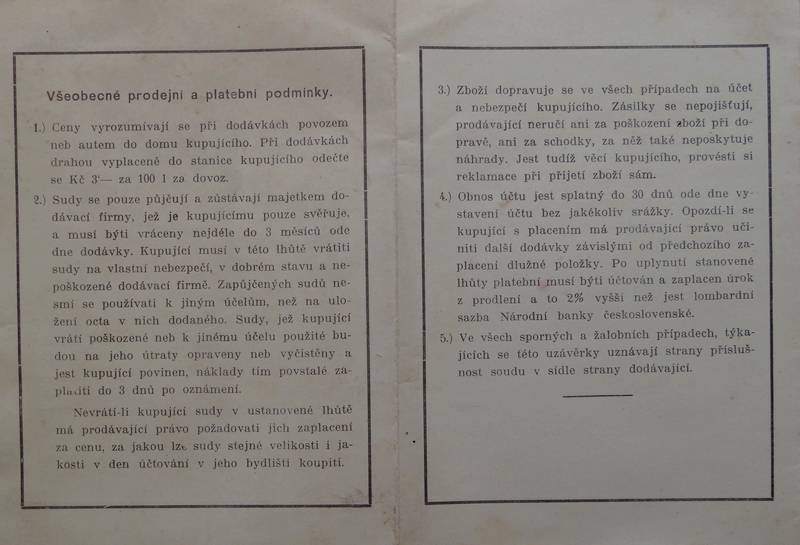 Všeobecné prodejní a platební podmínky.
1.) Ceny vyrozumívají se při dodávkách povozem
neb autem do domu kupujícího. Při dodávkách
drahou vyplaceně do stanice kupujícího odečte
se Kč 3·— za 100 l za dovoz.
2.) Sudy se pouze půjčují a zůstávají majetkem do-
dávací firmy, jež je kupujícímu pouze svěřuje,
a musí býti vráceny nejdéle do 3 měsíců ode
dne dodávky. Kupující musí v této lhůtě vrátiti
sudy na vlastní nebezpečí, v dobrém stavu a ne-
poškozené dodávací firmě. Zapůjčených sudů ne-
smí se používati k jiným účelům, než na ulo-
žení octa v nich dodaného. Sudy, jež kupující
vrátí poškozené neb k jinému účelu použité bu-
dou na jeho útraty opraveny neb vyčistěny a
jest kupující povinen, náklady tím povstalé za-
platiti do 3 dnů po oznámení.
Nevrátí-li kupující sudy v ustanovené lhůtě
má prodávající právo požadovati jich zaplacení
za cenu, za jakou lze sudy stejné velikosti i ja-
kosti v den účtování v jeho bydlišti koupiti.
3.) Zboží dopravuje se ve všech případech na účet
a nebezpečí kupujícího. Zásilky se nepojišťují,
prodávající neručí ani za poškození zboží při do-
pravě, ani za schodky, za něž také neposkytuje
náhrady. Jest tudíž věcí kupujícího, provésti si
reklamace při přijetí zboží sám.
4.) Obnos účtu jest splatný do 30 dnů ode dne vy-
stavení účtu bez jakékoliv srážky. Opozdí-li se
kupující s placením má prodávající právo uči-
niti další dodávky závislými od předchozího za-
placení dlužné položky. Po uplynutí stanovené
lhůty platební musí býti účtován a zaplacen úrok
z prodlení a to 2% vyšší než jest lombardní
sazba Národní banky československé.
5.) Ve všech sporných a žalobních případech, týka-
jících se této uzávěrky uznávají strany přísluš-
nost soudu v sídle strany dodávající.